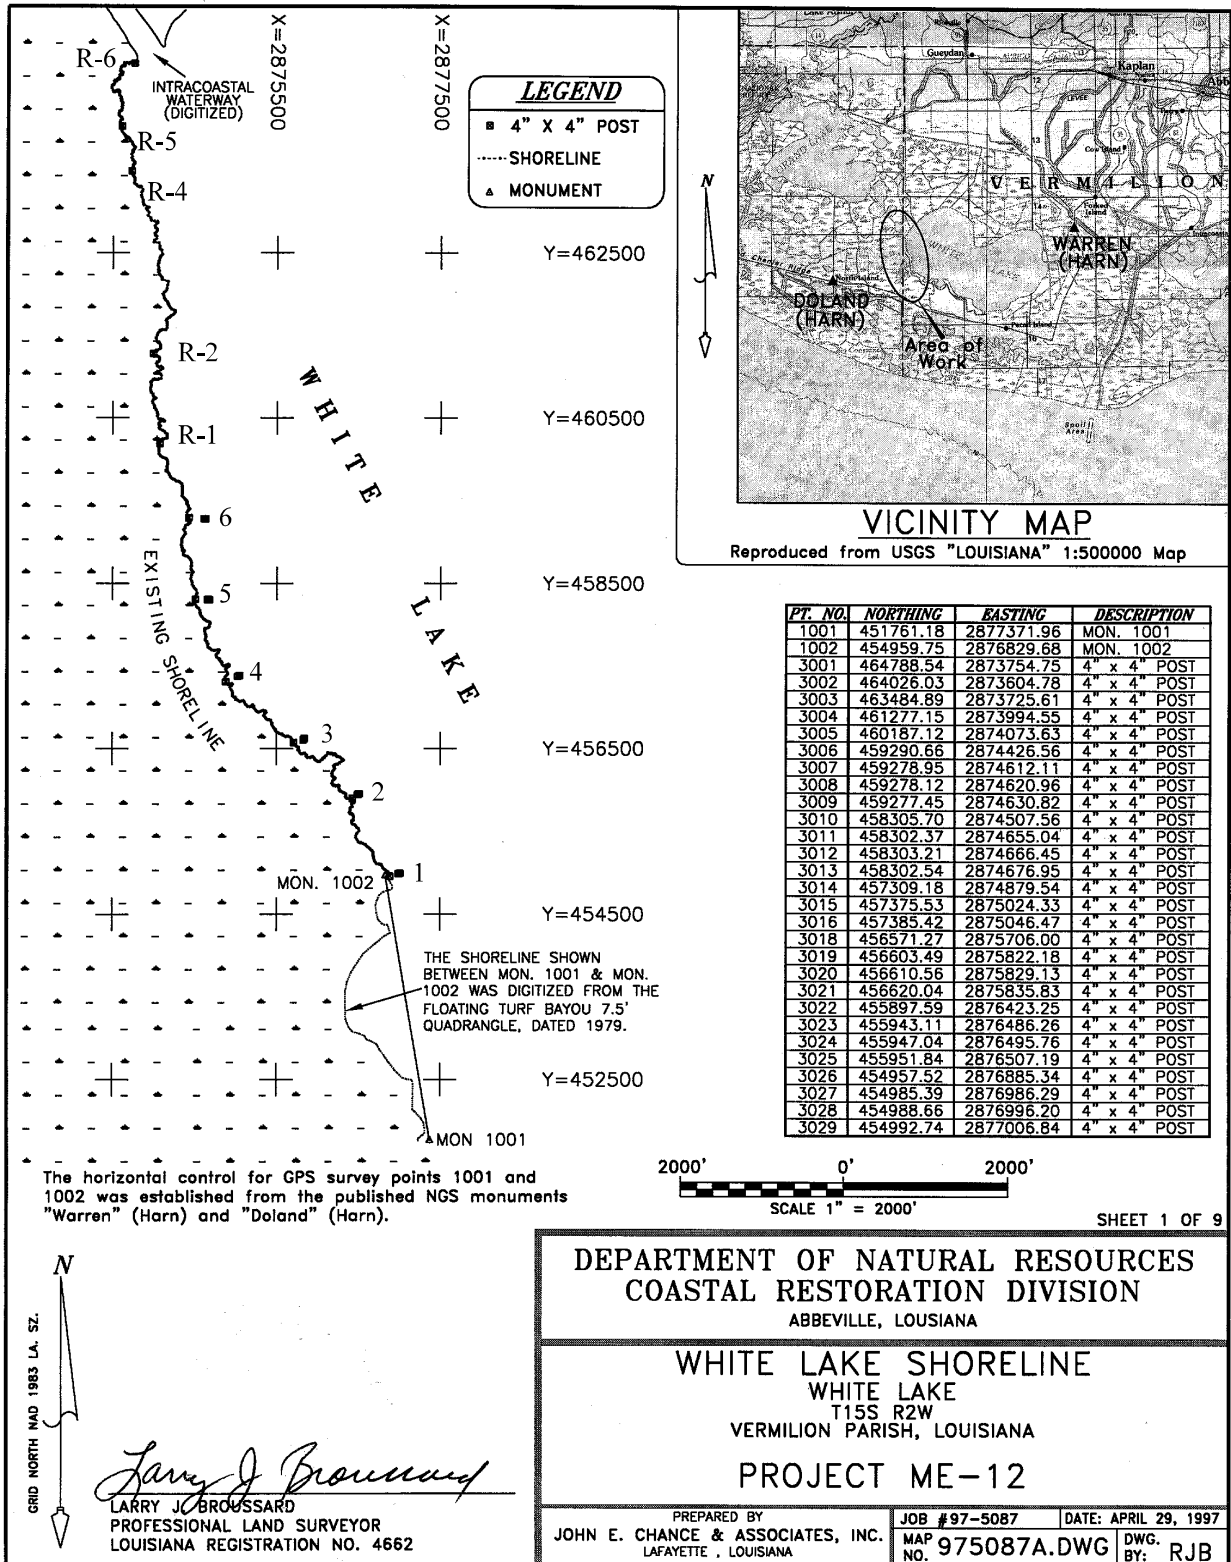 R-6
INTRACOASTAL
WATERWAY
(DIGITIZED)
R-5
R-4
R-2
R-1
6
5
4
3
2
1
X=2875500
X=2877500
LEGEND
4" X 4" POST
SHORELINE
MONUMENT
Y=462500
Y=460500
Y=458500
Y=456500
Y=454500
Y=452500
WHITE
LAKE
EXISTING SHORELINE
MON. 1002
THE SHORELINE SHOWN
BETWEEN MON. 1001 & MON.
1002 WAS DIGITIZED FROM THE
FLOATING TURF BAYOU 7.5'
QUADRANGLE, DATED 1979.
MON 1001
The horizontal control for GPS survey points 1001 and
1002 was established from the published NGS monuments
"Warren" (Harn) and "Doland" (Harn).
N
Gueydan
Kaplan
LEVEE
Cow Island
VERMILION
Forked
Island
WARREN
(HARN)
WHITE LAKE
Chenier Ridge
DOLAND
(HARN)
Pecan Island
Area of
Work
Spoil
Area
VICINITY MAP
Reproduced from USGS "LOUISIANA" 1:500000 Map
PT. NO. NORTHING EASTING DESCRIPTION
1001 451761.18 2877371.96 MON. 1001
1002 454959.75 2876829.68 MON. 1002
3001 464788.54 2873754.75 4" x 4" POST
3002 464026.03 2873604.78 4" x 4" POST
3003 463484.89 2873725.61 4" x 4" POST
3004 461277.15 2873994.55 4" x 4" POST
3005 460187.12 2874073.63 4" x 4" POST
3006 459290.66 2874426.56 4" x 4" POST
3007 459278.95 2874612.11 4" x 4" POST
3008 459278.12 2874620.96 4" x 4" POST
3009 459277.45 2874630.82 4" x 4" POST
3010 458305.70 2874507.56 4" x 4" POST
3011 458302.37 2874655.04 4" x 4" POST
3012 458303.21 2874666.45 4" x 4" POST
3013 458302.54 2874676.95 4" x 4" POST
3014 457309.18 2874879.54 4" x 4" POST
3015 457375.53 2875024.33 4" x 4" POST
3016 457385.42 2875046.47 4" x 4" POST
3018 456571.27 2875706.00 4" x 4" POST
3019 456603.49 2875822.18 4" x 4" POST
3020 456610.56 2875829.13 4" x 4" POST
3021 456620.04 2875835.83 4" x 4" POST
3022 455897.59 2876423.25 4" x 4" POST
3023 455943.11 2876486.26 4" x 4" POST
3024 455947.04 2876495.76 4" x 4" POST
3025 455951.84 2876507.19 4" x 4" POST
3026 454957.52 2876885.34 4" x 4" POST
3027 454985.39 2876986.29 4" x 4" POST
3028 454988.66 2876996.20 4" x 4" POST
3029 454992.74 2877006.84 4" x 4" POST
2000' 0' 2000'
SCALE 1" = 2000'
SHEET 1 OF 9
N
GRID NORTH NAD 1983 LA. SZ.
Larry J Broussard
LARRY J. BROUSSARD
PROFESSIONAL LAND SURVEYOR
LOUISIANA REGISTRATION NO. 4662
DEPARTMENT OF NATURAL RESOURCES
COASTAL RESTORATION DIVISION
ABBEVILLE, LOUSIANA
WHITE LAKE SHORELINE
WHITE LAKE
T15S R2W
VERMILION PARISH, LOUISIANA
PROJECT ME-12
PREPARED BY
JOHN E. CHANCE & ASSOCIATES, INC.
LAFAYETTE , LOUISIANA
JOB #97-5087
DATE: APRIL 29, 1997
MAP NO. 975087A.DWG
DWG. BY: RJB